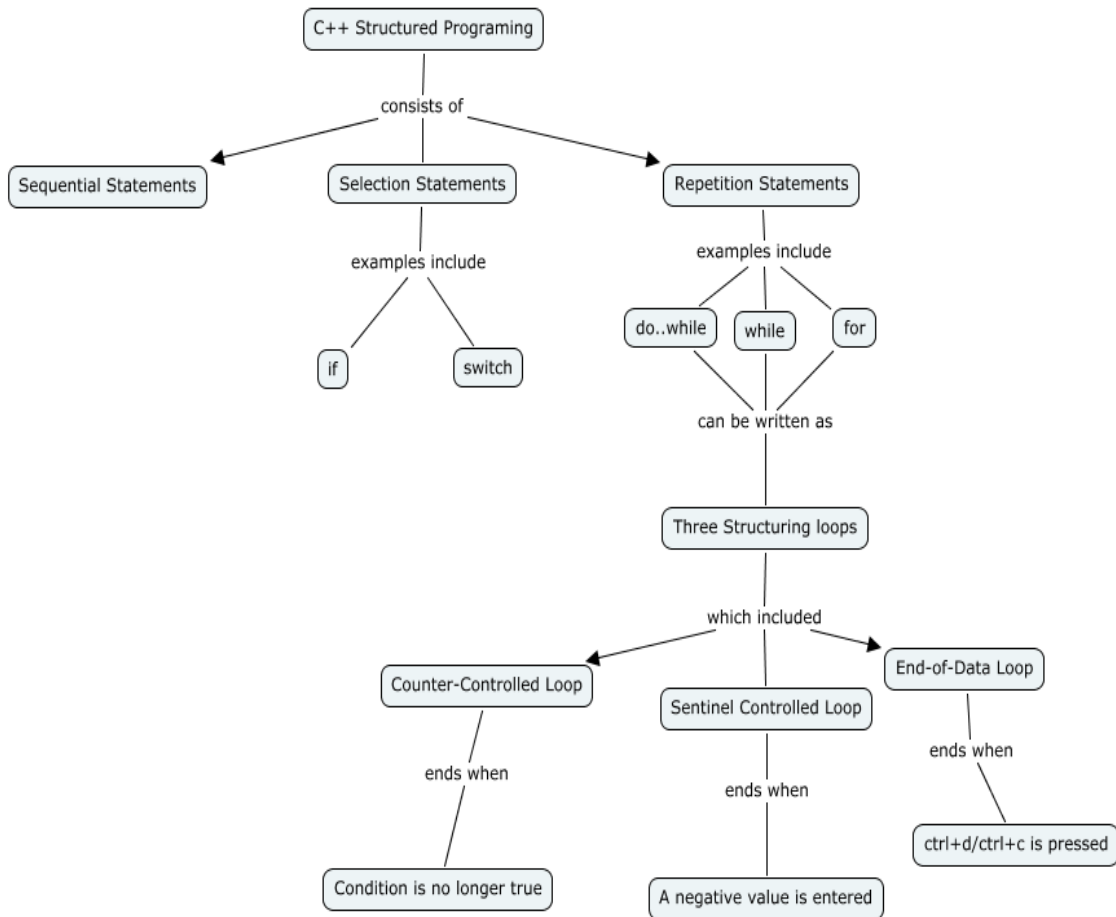 C++ Structured Programing
consists of
Sequential Statements
Selection Statements
Repetition Statements
examples include
examples include
do..while
while
for
if
switch
can be written as
Three Structuring loops
which included
Counter-Controlled Loop
Sentinel Controlled Loop
End-of-Data Loop
ends when
ends when
ends when
Condition is no longer true
A negative value is entered
ctrl+d/ctrl+c is pressed